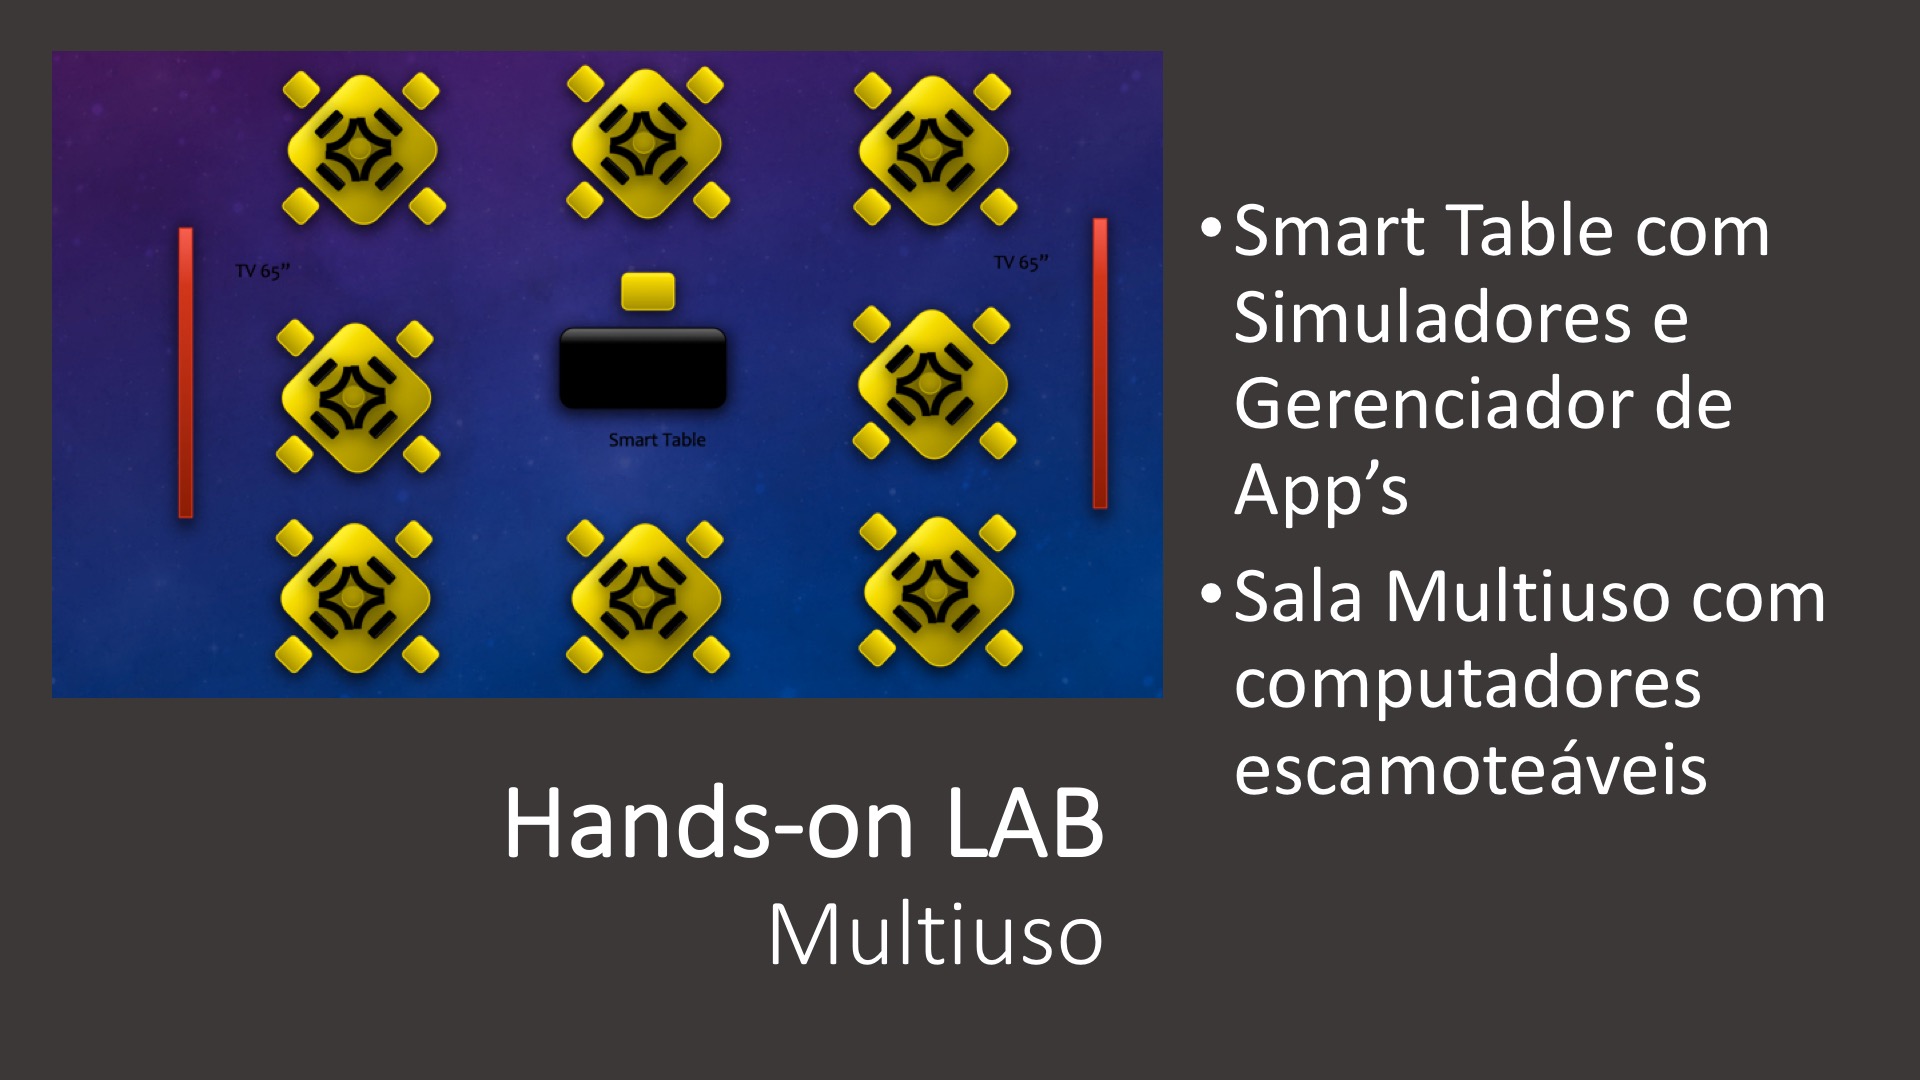 TV 65”
TV 65”
Smart Table
Hands-on LAB
Multiuso
•Smart Table com
Simuladores e
Gerenciador de
App’s
•Sala Multiuso com
computadores
escamoteáveis